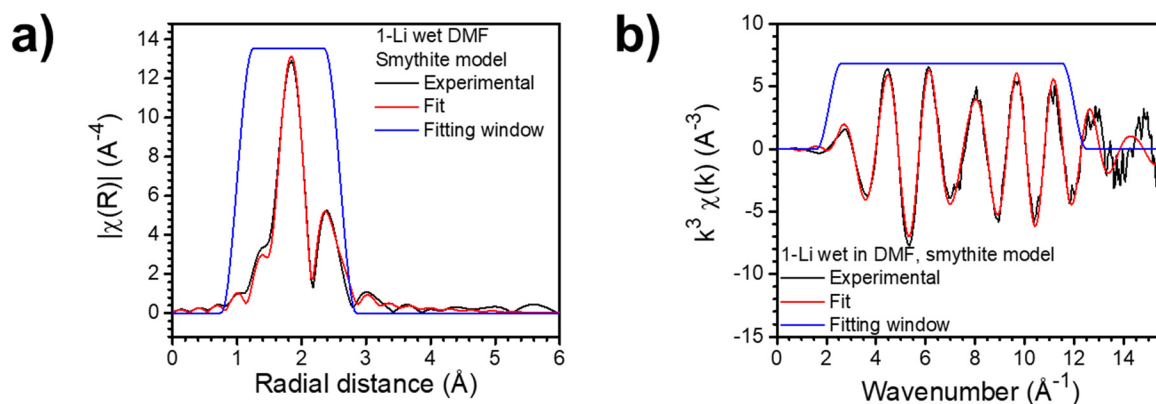 a)
|χ(R)| (A⁻⁴)
14
12
10
8
6
4
2
0
1-Li wet DMF
Smythite model
Experimental
Fit
Fitting window
0 1 2 3 4 5 6
Radial distance (Å)
b)
k³ χ(k) (A⁻³)
10
5
0
-5
-10
-15
1-Li wet in DMF, smythite model
Experimental
Fit
Fitting window
0 2 4 6 8 10 12 14
Wavenumber (Å⁻¹)